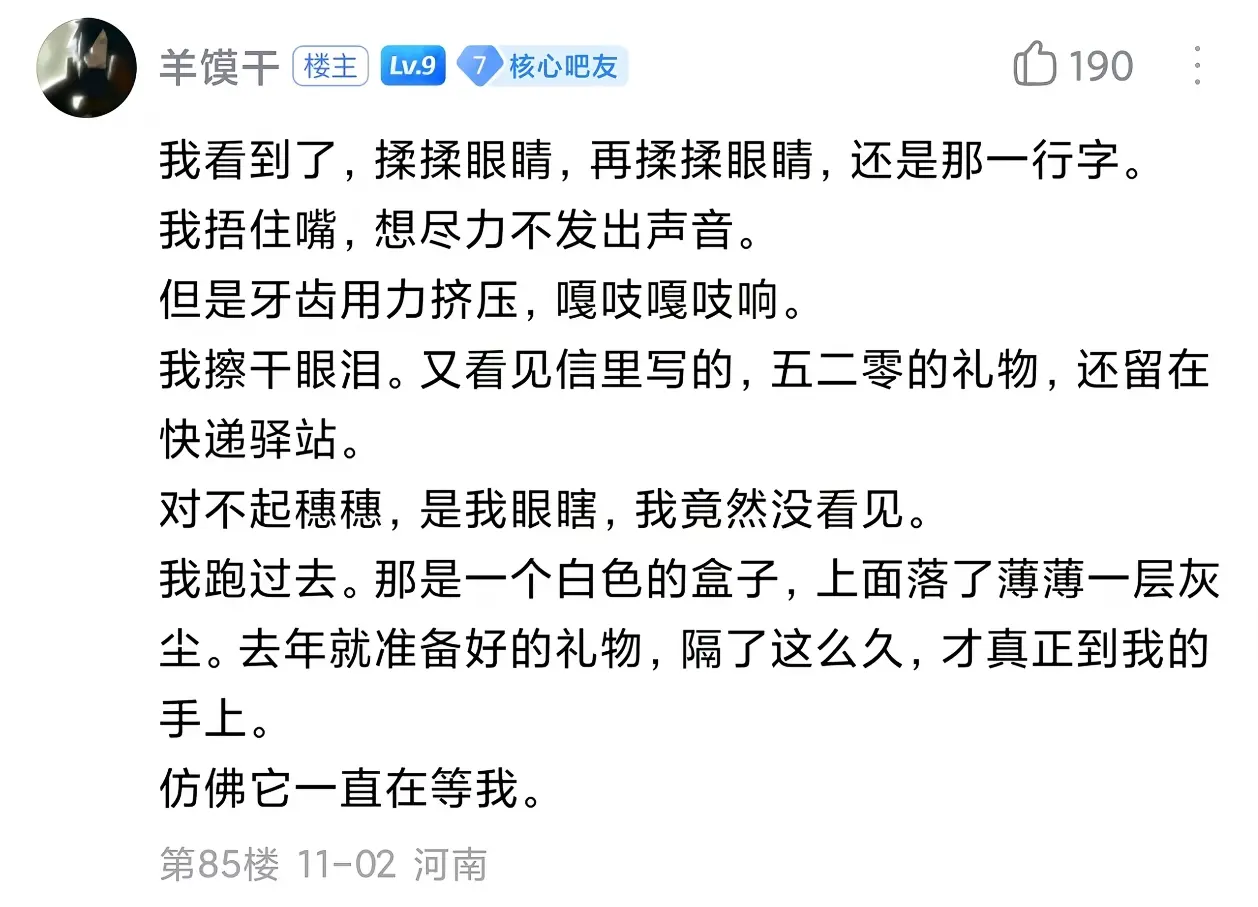 羊馍干 楼主 Lv.9 7 核心吧友 190
我看到了，揉揉眼睛，再揉揉眼睛，还是那一行字。
我捂住嘴，想尽力不发出声音。
但是牙齿用力挤压，嘎吱嘎吱响。
我擦干眼泪。又看见信里写的，五二零的礼物，还留在
快递驿站。
对不起穗穗，是我眼瞎，我竟然没看见。
我跑过去。那是一个白色的盒子，上面落了薄薄一层灰
尘。去年就准备好的礼物，隔了这么久，才真正到我的
手上。
仿佛它一直在等我。
第85楼 11-02 河南